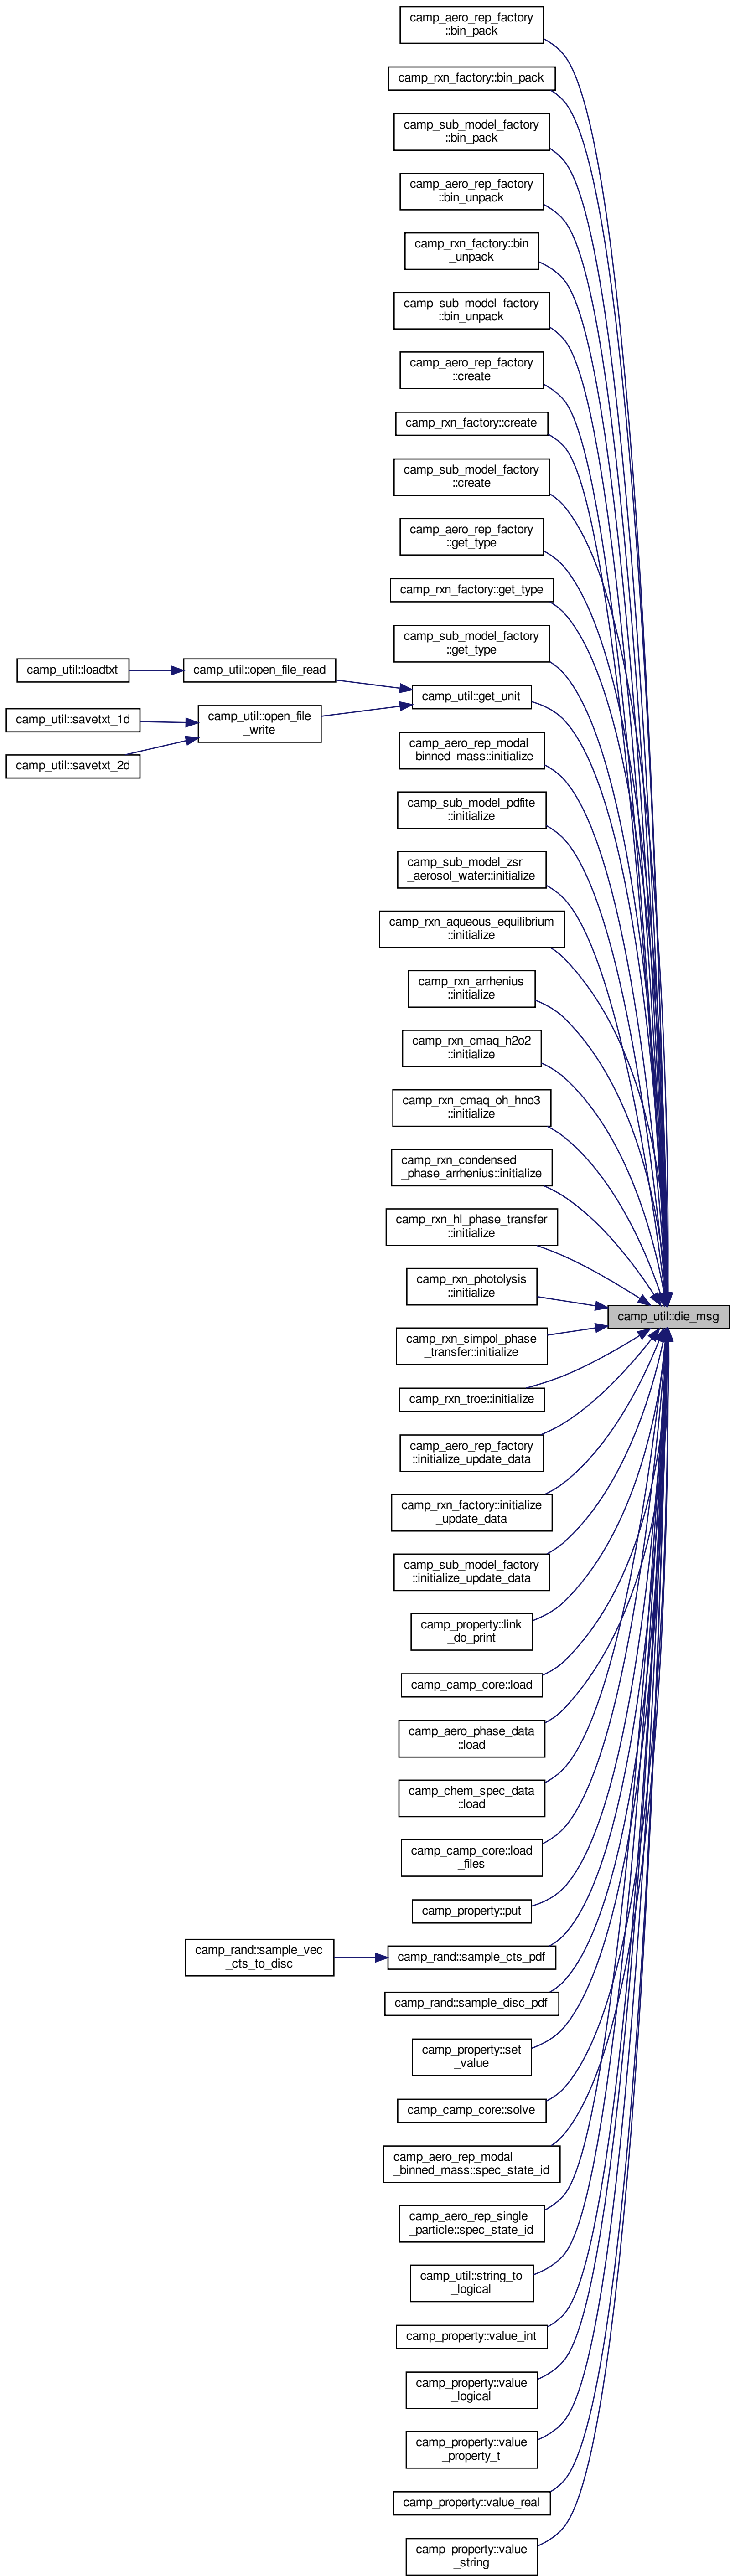 camp_aero_rep_factory
::bin_pack
camp_rxn_factory::bin_pack
camp_sub_model_factory
::bin_pack
camp_aero_rep_factory
::bin_unpack
camp_rxn_factory::bin
_unpack
camp_sub_model_factory
::bin_unpack
camp_aero_rep_factory
::create
camp_rxn_factory::create
camp_sub_model_factory
::create
camp_aero_rep_factory
::get_type
camp_rxn_factory::get_type
camp_sub_model_factory
::get_type
camp_util::loadtxt
camp_util::open_file_read
camp_util::get_unit
camp_util::savetxt_1d
camp_util::open_file
_write
camp_util::savetxt_2d
camp_aero_rep_modal
_binned_mass::initialize
camp_sub_model_pdfite
::initialize
camp_sub_model_zsr
_aerosol_water::initialize
camp_rxn_aqueous_equilibrium
::initialize
camp_rxn_arrhenius
::initialize
camp_rxn_cmaq_h2o2
::initialize
camp_rxn_cmaq_oh_hno3
::initialize
camp_rxn_condensed
_phase_arrhenius::initialize
camp_rxn_hl_phase_transfer
::initialize
camp_rxn_photolysis
::initialize
camp_util::die_msg
camp_rxn_simpol_phase
_transfer::initialize
camp_rxn_troe::initialize
camp_aero_rep_factory
::initialize_update_data
camp_rxn_factory::initialize
_update_data
camp_sub_model_factory
::initialize_update_data
camp_property::link
_do_print
camp_camp_core::load
camp_aero_phase_data
::load
camp_chem_spec_data
::load
camp_camp_core::load
_files
camp_property::put
camp_rand::sample_vec
_cts_to_disc
camp_rand::sample_cts_pdf
camp_rand::sample_disc_pdf
camp_property::set
_value
camp_camp_core::solve
camp_aero_rep_modal
_binned_mass::spec_state_id
camp_aero_rep_single
_particle::spec_state_id
camp_util::string_to
_logical
camp_property::value_int
camp_property::value
_logical
camp_property::value
_property_t
camp_property::value_real
camp_property::value
_string